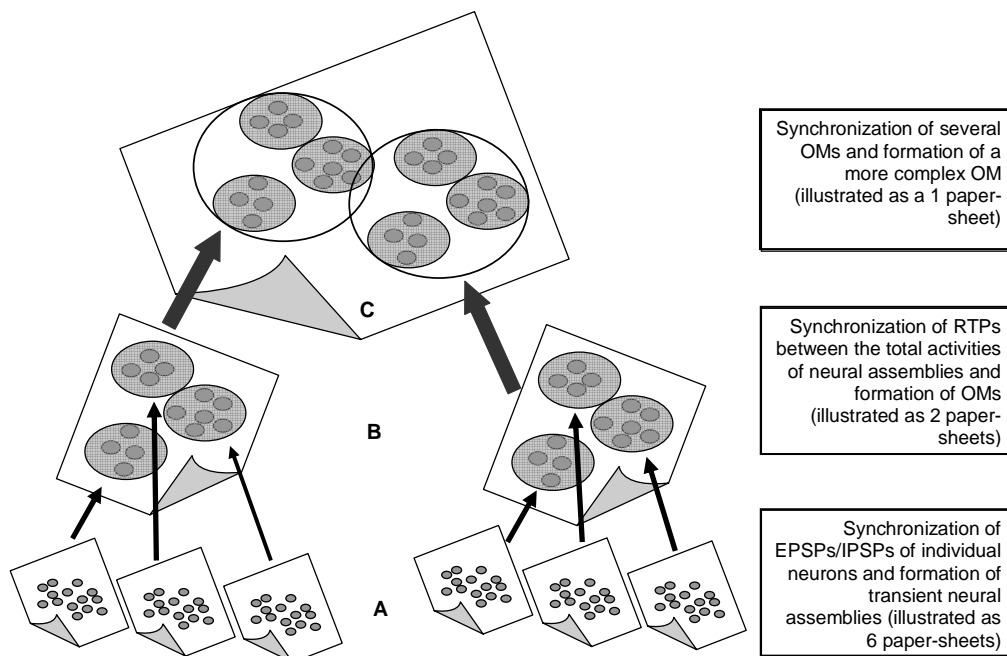 Synchronization of several
OMs and formation of a
more complex OM
(illustrated as a 1 paper-
sheet)
C
Synchronization of RTPs
between the total activities
of neural assemblies and
formation of OMs
(illustrated as 2 paper-
sheets)
B
Synchronization of
EPSPs/IPSPs of individual
neurons and formation of
transient neural
assemblies (illustrated as
6 paper-sheets)
A